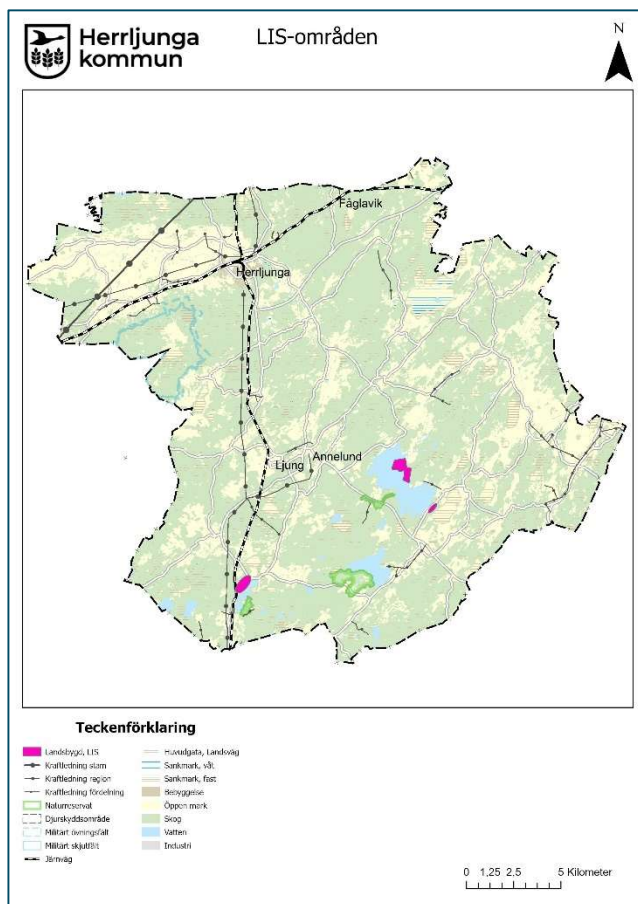 Herrljunga
kommun
LIS-områden
N
Fåglavik
Herrljunga
Ljung
Annelund
Teckenförklaring
Landsbygd, LIS
Kraftledning stam
Kraftledning region
Kraftledning fördelning
Naturreservat
Djurskyddsområde
Militärt övningsfält
Militärt skjutfält
Järnväg
Huvudgata, Landsväg
Sankmark, våt
Sankmark, fast
Bebyggelse
Öppen mark
Skog
Vatten
Industri
0 1,25 2,5 5 Kilometer